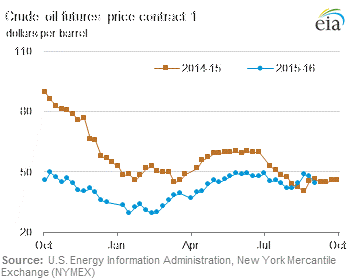 Crude oil futures price contract 1
dollars per barrel
eia
110
2014-15
2015-16
80
50
20
Oct
Jan
Apr
Jul
Oct
Source: U.S. Energy Information Administration, New York Mercantile
Exchange (NYMEX)